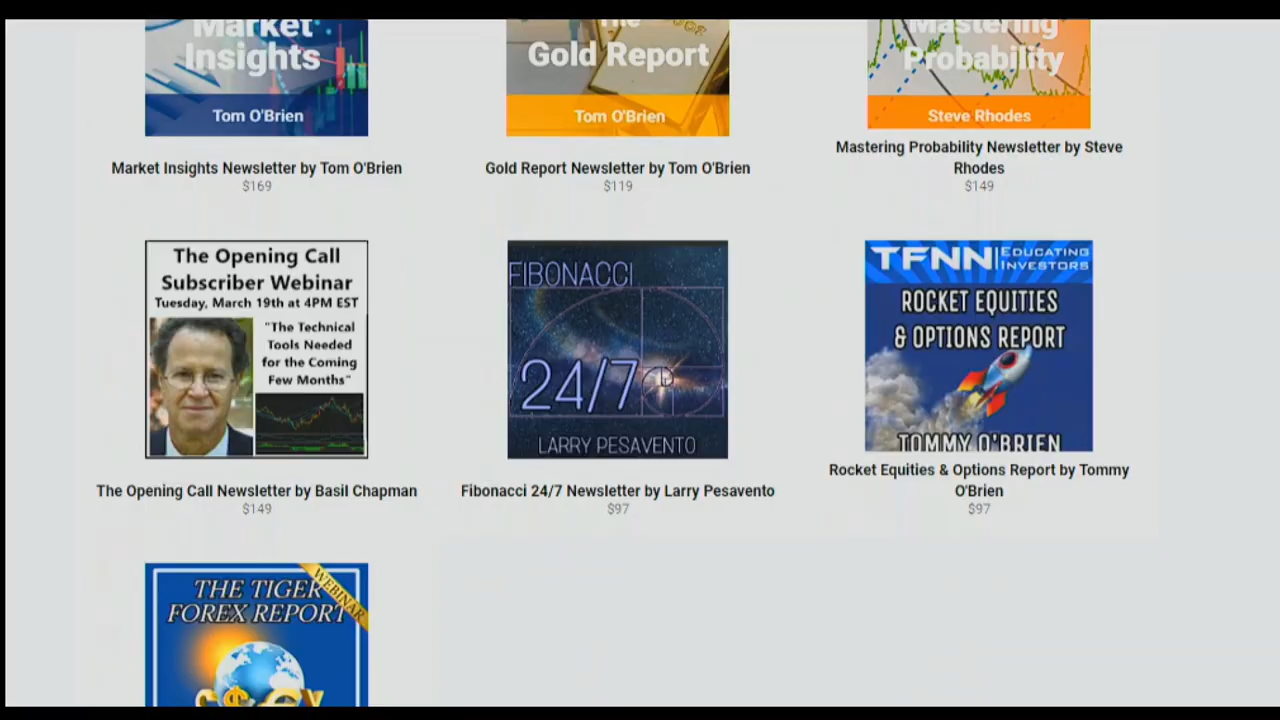 Market
Insights
Tom O'Brien
Market Insights Newsletter by Tom O'Brien
$169
The
Gold Report
Tom O'Brien
Gold Report Newsletter by Tom O'Brien
$119
Mastering
Probability
Steve Rhodes
Mastering Probability Newsletter by Steve
Rhodes
$149
The Opening Call
Subscriber Webinar
Tuesday, March 19th at 4PM EST
"The Technical
Tools Needed
for the Coming
Few Months"
The Opening Call Newsletter by Basil Chapman
$149
FIBONACCI
24/7
LARRY PESAVENTO
Fibonacci 24/7 Newsletter by Larry Pesavento
$97
TFNN
EDUCATING
INVESTORS
ROCKET EQUITIES
& OPTIONS REPORT
TOMMY O'BRIEN
Rocket Equities & Options Report by Tommy
O'Brien
$97
THE TIGER
FOREX REPORT
WEBINAR